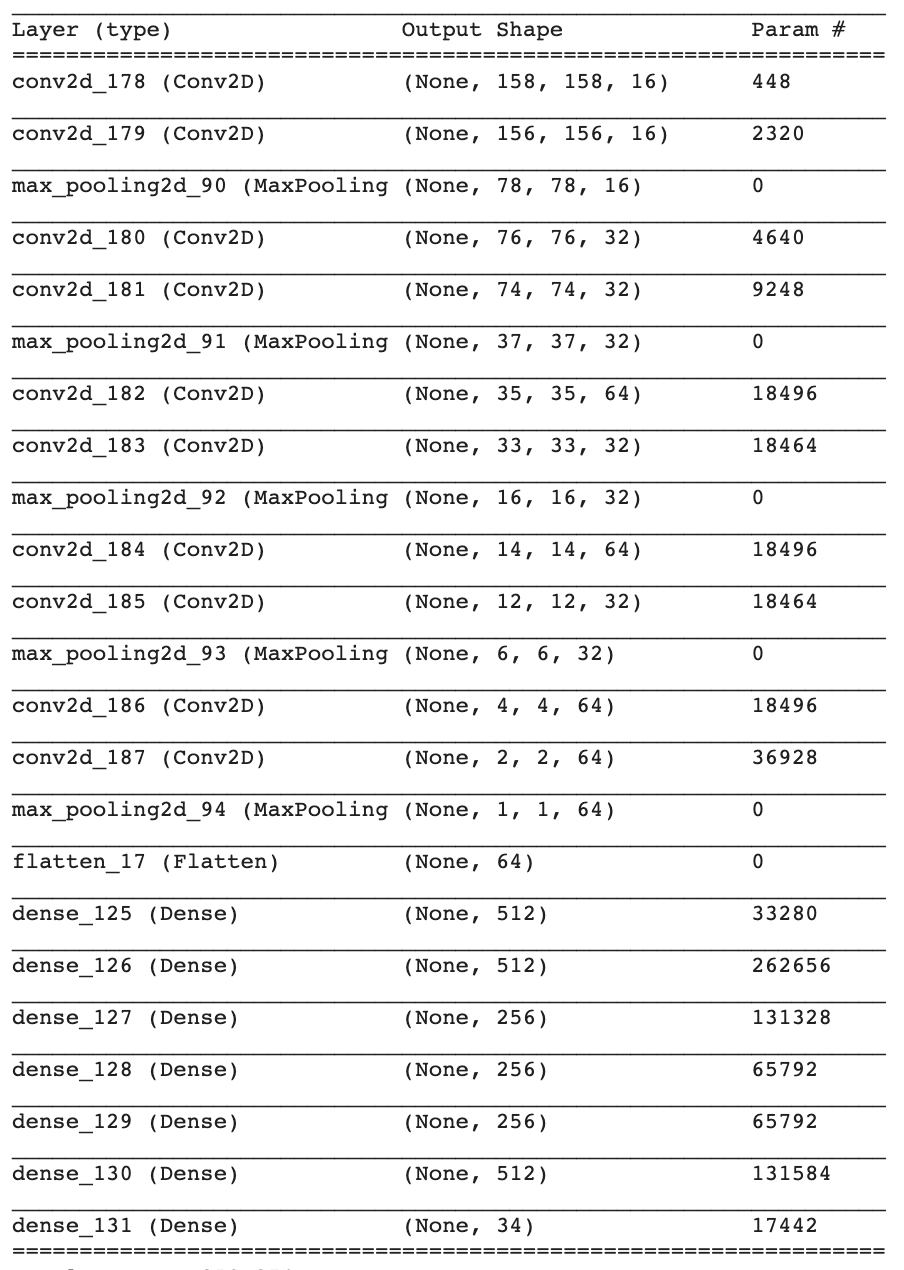 Layer (type) Output Shape Param #
conv2d_178 (Conv2D) (None, 158, 158, 16) 448
conv2d_179 (Conv2D) (None, 156, 156, 16) 2320
max_pooling2d_90 (MaxPooling (None, 78, 78, 16) 0
conv2d_180 (Conv2D) (None, 76, 76, 32) 4640
conv2d_181 (Conv2D) (None, 74, 74, 32) 9248
max_pooling2d_91 (MaxPooling (None, 37, 37, 32) 0
conv2d_182 (Conv2D) (None, 35, 35, 64) 18496
conv2d_183 (Conv2D) (None, 33, 33, 32) 18464
max_pooling2d_92 (MaxPooling (None, 16, 16, 32) 0
conv2d_184 (Conv2D) (None, 14, 14, 64) 18496
conv2d_185 (Conv2D) (None, 12, 12, 32) 18464
max_pooling2d_93 (MaxPooling (None, 6, 6, 32) 0
conv2d_186 (Conv2D) (None, 4, 4, 64) 18496
conv2d_187 (Conv2D) (None, 2, 2, 64) 36928
max_pooling2d_94 (MaxPooling (None, 1, 1, 64) 0
flatten_17 (Flatten) (None, 64) 0
dense_125 (Dense) (None, 512) 33280
dense_126 (Dense) (None, 512) 262656
dense_127 (Dense) (None, 256) 131328
dense_128 (Dense) (None, 256) 65792
dense_129 (Dense) (None, 256) 65792
dense_130 (Dense) (None, 512) 131584
dense_131 (Dense) (None, 34) 17442